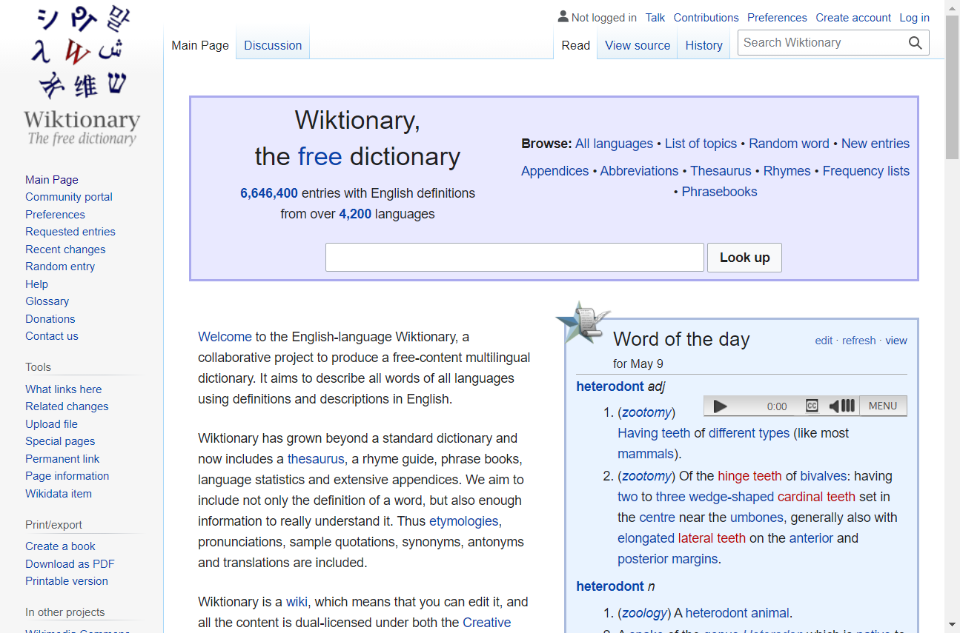 Not logged in Talk Contributions Preferences Create account Log in
Main Page Discussion Read View source History Search Wiktionary
Wiktionary
The free dictionary
Main Page
Community portal
Preferences
Requested entries
Recent changes
Random entry
Help
Glossary
Donations
Contact us
Tools
What links here
Related changes
Upload file
Special pages
Permanent link
Page information
Wikidata item
Print/export
Create a book
Download as PDF
Printable version
In other projects
Wiktionary,
the free dictionary
6,646,400 entries with English definitions
from over 4,200 languages
Browse: All languages • List of topics • Random word • New entries
Appendices • Abbreviations • Thesaurus • Rhymes • Frequency lists
• Phrasebooks
Look up
Welcome to the English-language Wiktionary, a
collaborative project to produce a free-content multilingual
dictionary. It aims to describe all words of all languages
using definitions and descriptions in English.
Wiktionary has grown beyond a standard dictionary and
now includes a thesaurus, a rhyme guide, phrase books,
language statistics and extensive appendices. We aim to
include not only the definition of a word, but also enough
information to really understand it. Thus etymologies,
pronunciations, sample quotations, synonyms, antonyms
and translations are included.
Wiktionary is a wiki, which means that you can edit it, and
all the content is dual-licensed under both the Creative
Word of the day
edit · refresh · view
for May 9
heterodont adj
0:00 CC MENU
1. (zootomy)
Having teeth of different types (like most
mammals).
2. (zootomy) Of the hinge teeth of bivalves: having
two to three wedge-shaped cardinal teeth set in
the centre near the umbones, generally also with
elongated lateral teeth on the anterior and
posterior margins.
heterodont n
1. (zoology) A heterodont animal.